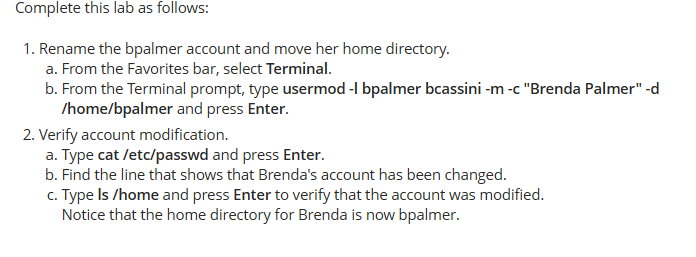 Complete this lab as follows:
1. Rename the bpalmer account and move her home directory.
a. From the Favorites bar, select Terminal.
b. From the Terminal prompt, type usermod -l bpalmer bcassini -m -c "Brenda Palmer" -d
/home/bpalmer and press Enter.
2. Verify account modification.
a. Type cat /etc/passwd and press Enter.
b. Find the line that shows that Brenda's account has been changed.
c. Type ls /home and press Enter to verify that the account was modified.
Notice that the home directory for Brenda is now bpalmer.